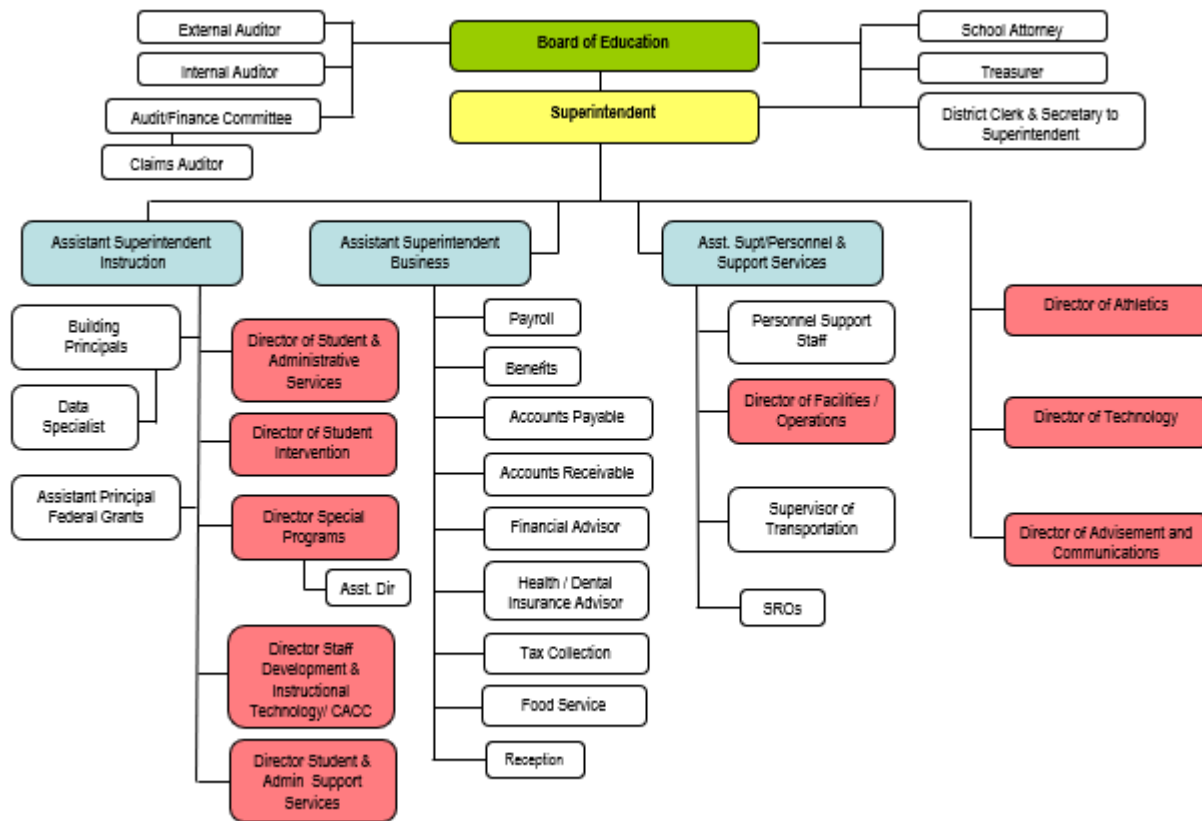 External Auditor
Internal Auditor
Audit/Finance Committee
Claims Auditor
Board of Education
Superintendent
School Attorney
Treasurer
District Clerk & Secretary to
Superintendent
Assistant Superintendent
Instruction
Assistant Superintendent
Business
Asst. Supt/Personnel &
Support Services
Building
Principals
Data
Specialist
Assistant Principal
Federal Grants
Director of Student &
Administrative
Services
Director of Student
Intervention
Director Special
Programs
Asst. Dir
Director Staff
Development &
Instructional
Technology/ CACC
Director Student &
Admin Support
Services
Payroll
Benefits
Accounts Payable
Accounts Receivable
Financial Advisor
Health / Dental
Insurance Advisor
Tax Collection
Food Service
Reception
Personnel Support
Staff
Director of Facilities /
Operations
Supervisor of
Transportation
SROs
Director of Athletics
Director of Technology
Director of Advisement and
Communications